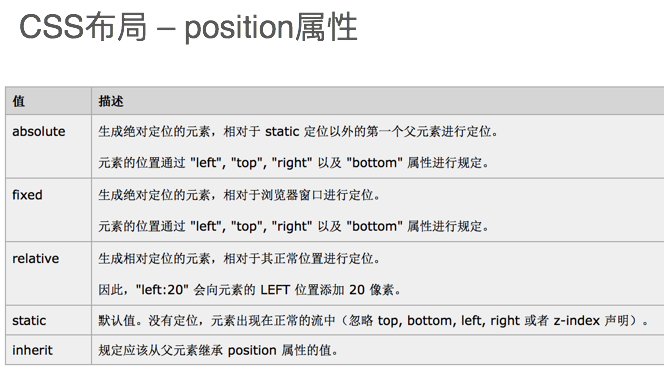 CSS布局 – position属性
值 描述
absolute 生成绝对定位的元素，相对于 static 定位以外的第一个父元素进行定位。
元素的位置通过 "left", "top", "right" 以及 "bottom" 属性进行规定。
fixed 生成绝对定位的元素，相对于浏览器窗口进行定位。
元素的位置通过 "left", "top", "right" 以及 "bottom" 属性进行规定。
relative 生成相对定位的元素，相对于其正常位置进行定位。
因此，"left:20" 会向元素的 LEFT 位置添加 20 像素。
static 默认值。没有定位，元素出现在正常的流中（忽略 top, bottom, left, right 或者 z-index 声明）。
inherit 规定应该从父元素继承 position 属性的值。